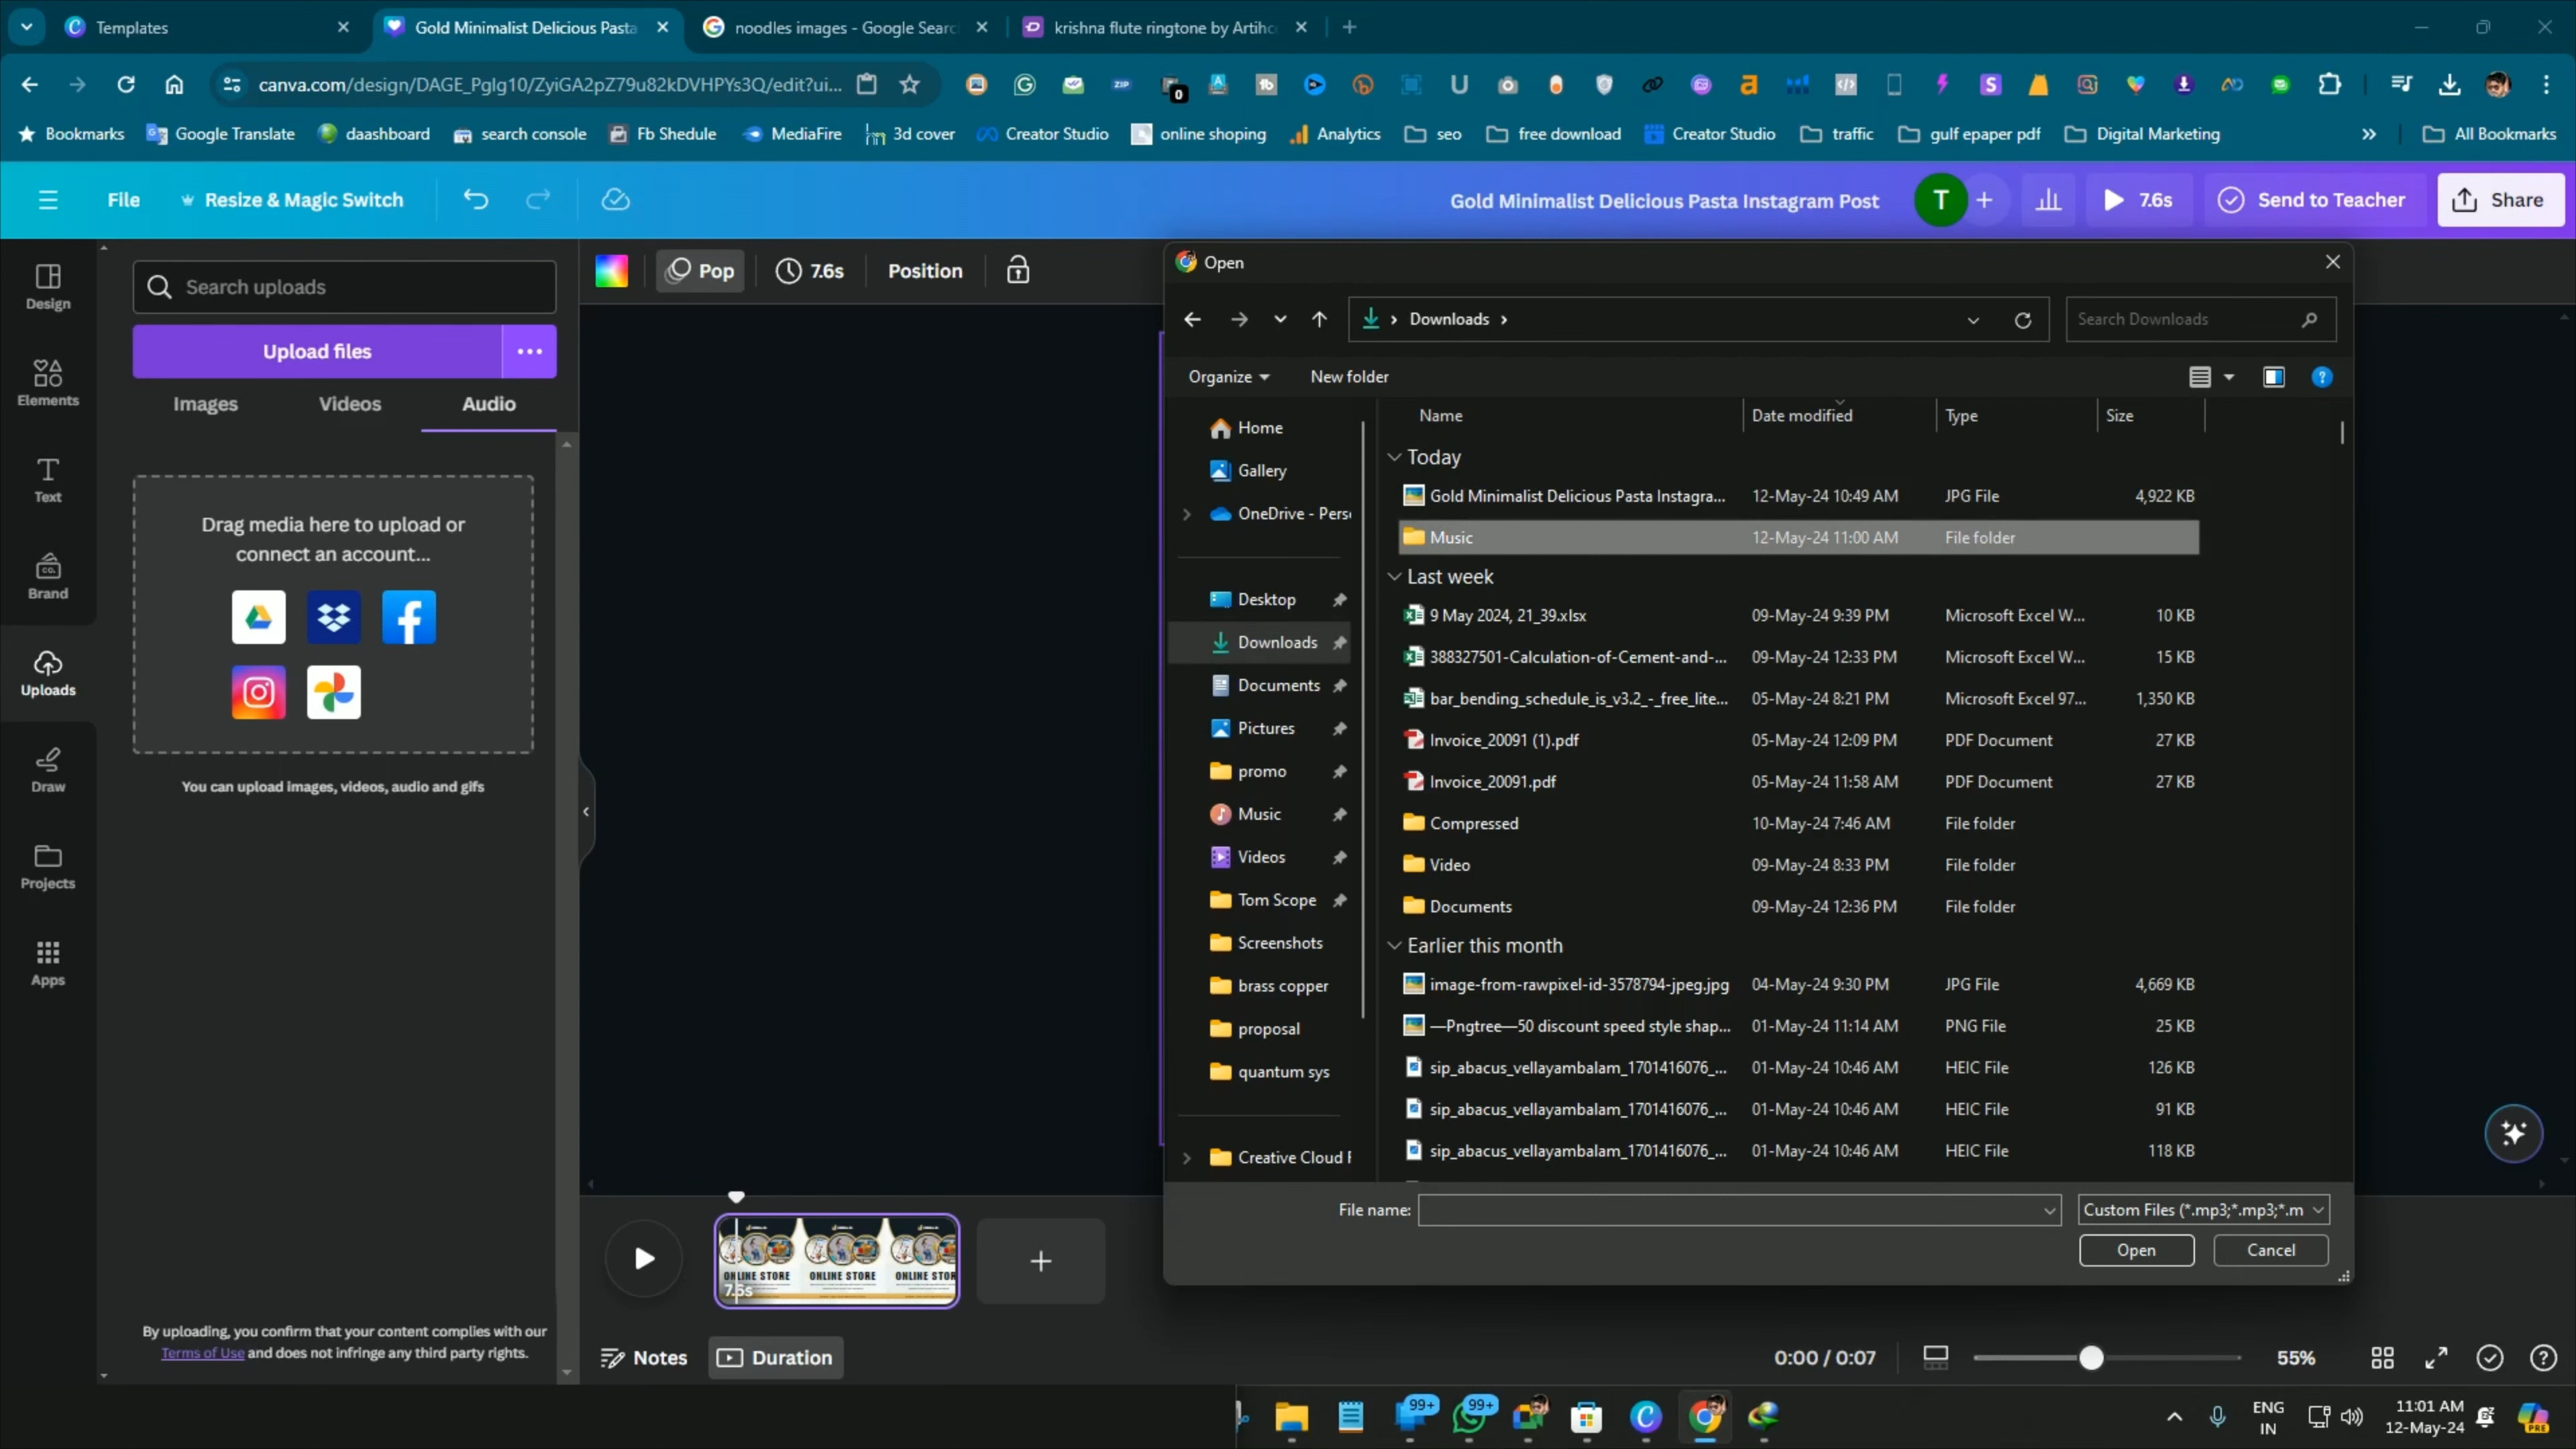 Templates
Gold Minimalist Delicious Pasta
noodles images - Google Searc
krishna flute ringtone by Artihc
canva.com/design/DAGE_PgIg10/ZyiGA2pZ79u82kDVHPYs3Q/edit?ui...
ZIP
0
Bookmarks
Google Translate
daashboard
search console
Fb Shedule
MediaFire
3d cover
Creator Studio
online shoping
Analytics
seo
free download
Creator Studio
traffic
gulf epaper pdf
Digital Marketing
All Bookmarks
File
Resize & Magic Switch
Gold Minimalist Delicious Pasta Instagram Post
T
7.6s
Send to Teacher
Share
Design
Elements
Text
Brand
Uploads
Draw
Projects
Apps
Search uploads
Upload files
Images
Videos
Audio
Drag media here to upload or
connect an account...
You can upload images, videos, audio and gifs
By uploading, you confirm that your content complies with our
Terms of Use and does not infringe any third party rights.
Pop
7.6s
Position
Open
Downloads
Search Downloads
Organize
New folder
Home
Gallery
OneDrive - Pers
Desktop
Downloads
Documents
Pictures
promo
Music
Videos
Tom Scope
Screenshots
brass copper
proposal
quantum sys
Creative Cloud F
Name Date modified Type Size
Today
Gold Minimalist Delicious Pasta Instagra... 12-May-24 10:49 AM JPG File 4,922 KB
Music 12-May-24 11:00 AM File folder
Last week
9 May 2024, 21_39.xlsx 09-May-24 9:39 PM Microsoft Excel W... 10 KB
388327501-Calculation-of-Cement-and-... 09-May-24 12:33 PM Microsoft Excel W... 15 KB
bar_bending_schedule_is_v3.2_-_free_lite... 05-May-24 8:21 PM Microsoft Excel 97... 1,350 KB
Invoice_20091 (1).pdf 05-May-24 12:09 PM PDF Document 27 KB
Invoice_20091.pdf 05-May-24 11:58 AM PDF Document 27 KB
Compressed 10-May-24 7:46 AM File folder
Video 09-May-24 8:33 PM File folder
Documents 09-May-24 12:36 PM File folder
Earlier this month
image-from-rawpixel-id-3578794-jpeg.jpg 04-May-24 9:30 PM JPG File 4,669 KB
—Pngtree—50 discount speed style shap... 01-May-24 11:14 AM PNG File 25 KB
sip_abacus_vellayambalam_1701416076_... 01-May-24 10:46 AM HEIC File 126 KB
sip_abacus_vellayambalam_1701416076_... 01-May-24 10:46 AM HEIC File 91 KB
sip_abacus_vellayambalam_1701416076_... 01-May-24 10:46 AM HEIC File 118 KB
File name:
Custom Files (*.mp3;*.mp3;*.m
Open
Cancel
ONLINE STORE ONLINE STORE ONLINE STOR
7.6s
Notes
Duration
0:00 / 0:07
55%
99+
99+
ENG
IN
11:01 AM
12-May-24
PRE